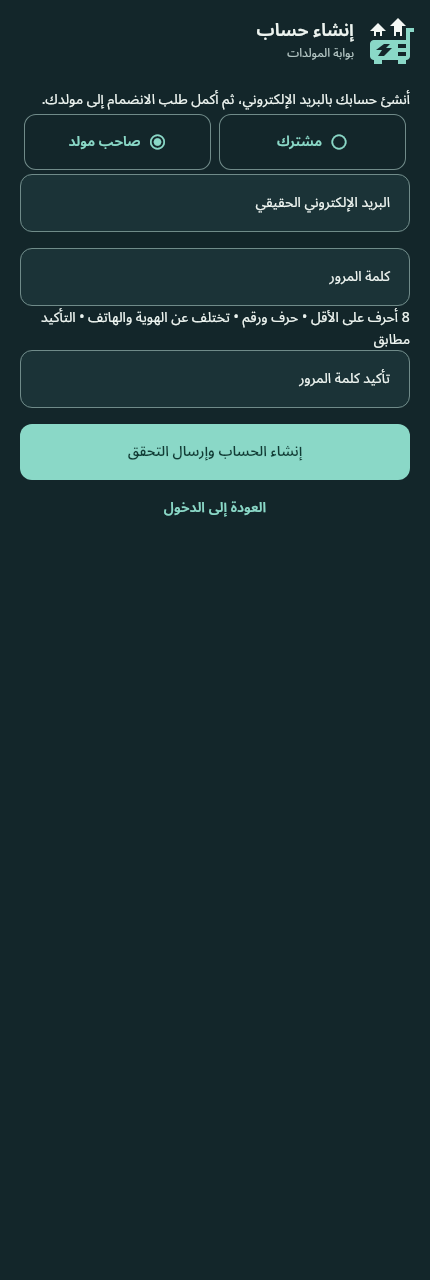 إنشاء حساب
بوابة المولدات
أنشئ حسابك بالبريد الإلكتروني، ثم أكمل طلب الانضمام إلى مولدك.
مشترك
صاحب مولد
البريد الإلكتروني الحقيقي
كلمة المرور
8 أحرف على الأقل • حرف ورقم • تختلف عن الهوية والهاتف • التأكيد
مطابق
تأكيد كلمة المرور
إنشاء الحساب وإرسال التحقق
العودة إلى الدخول